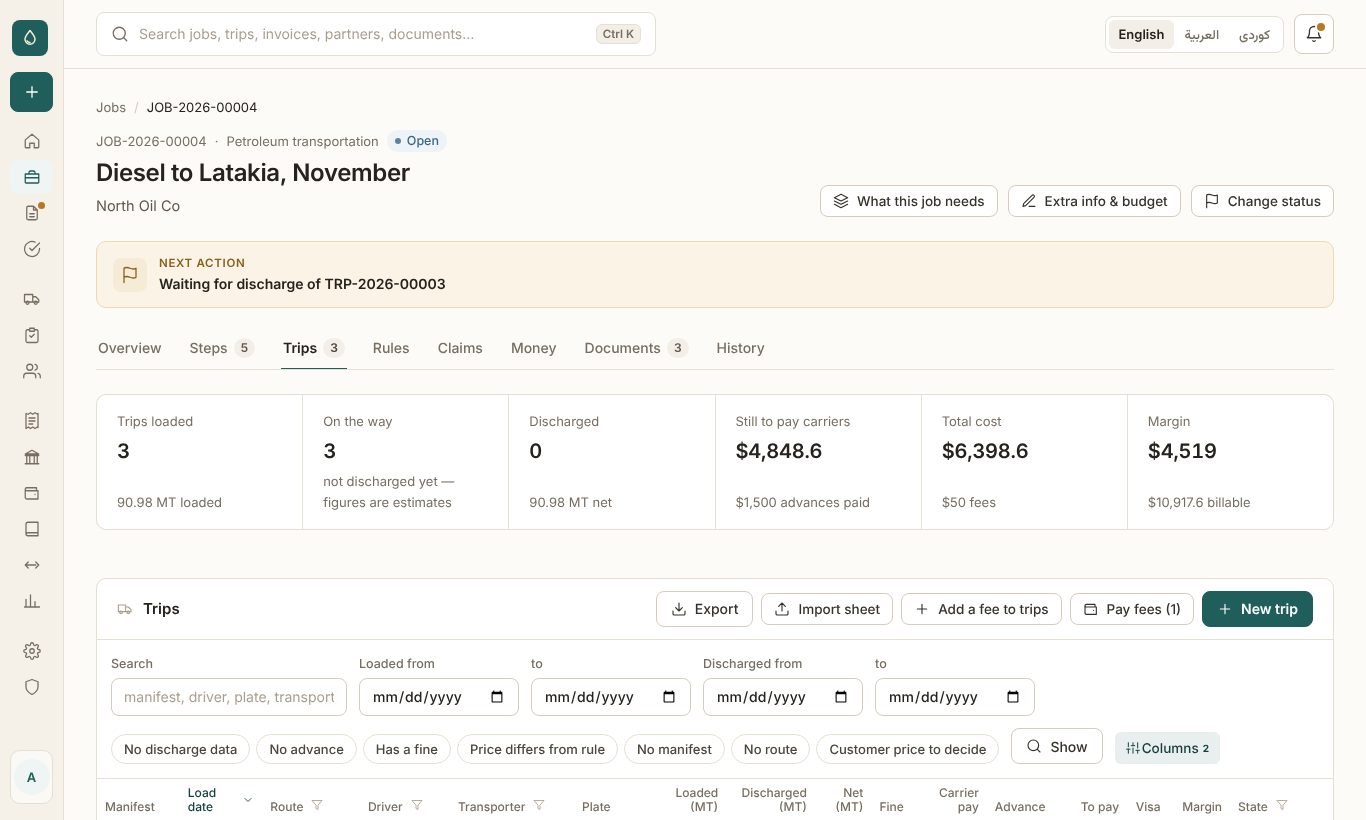 Search jobs, trips, invoices, partners, documents...
Ctrl K
English
العربية
كوردی
Jobs / JOB-2026-00004
JOB-2026-00004 · Petroleum transportation
Open
Diesel to Latakia, November
North Oil Co
What this job needs
Extra info & budget
Change status
NEXT ACTION
Waiting for discharge of TRP-2026-00003
Overview
Steps 5
Trips 3
Rules
Claims
Money
Documents 3
History
Trips loaded
3
90.98 MT loaded
On the way
3
not discharged yet —
figures are estimates
Discharged
0
90.98 MT net
Still to pay carriers
$4,848.6
$1,500 advances paid
Total cost
$6,398.6
$50 fees
Margin
$4,519
$10,917.6 billable
Trips
Export
Import sheet
Add a fee to trips
Pay fees (1)
New trip
Search
manifest, driver, plate, transport
Loaded from
mm/dd/yyyy
to
mm/dd/yyyy
Discharged from
mm/dd/yyyy
to
mm/dd/yyyy
No discharge data
No advance
Has a fine
Price differs from rule
No manifest
No route
Customer price to decide
Show
Columns 2
Manifest
Load
date
Route
Driver
Transporter
Plate
Loaded
(MT)
Discharged
(MT)
Net
(MT)
Fine
Carrier
pay
Advance
To pay
Visa
Margin
State
A